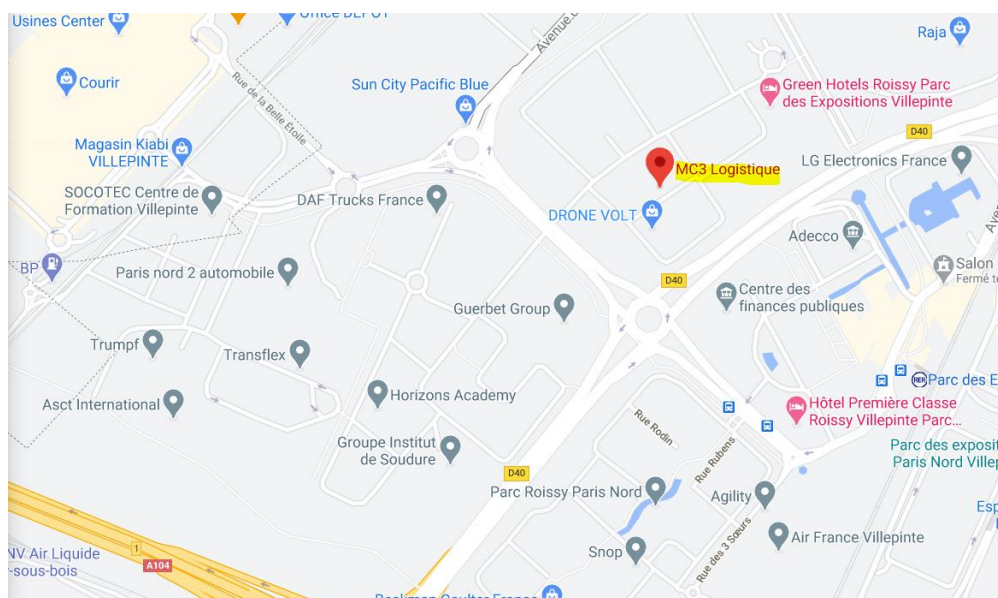 Usines Center
Office DEPOT
Avenue
Raja
Courir
Sun City Pacific Blue
Green Hotels Roissy Parc
des Expositions Villepinte
Rue de la Belle Étoile
D40
Magasin Kiabi
VILLEPINTE
MC3 Logistique
LG Electronics France
SOCOTEC Centre de
Formation Villepinte
DAF Trucks France
DRONE VOLT
Adecco
BP
Paris nord 2 automobile
D40
Salon
Fermé te
Centre des
finances publiques
Guerbet Group
Trumpf
Transflex
RER
Parc des E
Asct International
Horizons Academy
Hôtel Première Classe
Roissy Villepinte Parc...
Rue Rodin
Rue Rubens
Groupe Institut
de Soudure
Parc des exposit
Paris Nord Villep
D40
Parc Roissy Paris Nord
Agility
Esp
Rue des 3 Sœurs
Air France Villepinte
1
A104
NV Air Liquide
-sous-bois
Snop
Beckman Coulter France